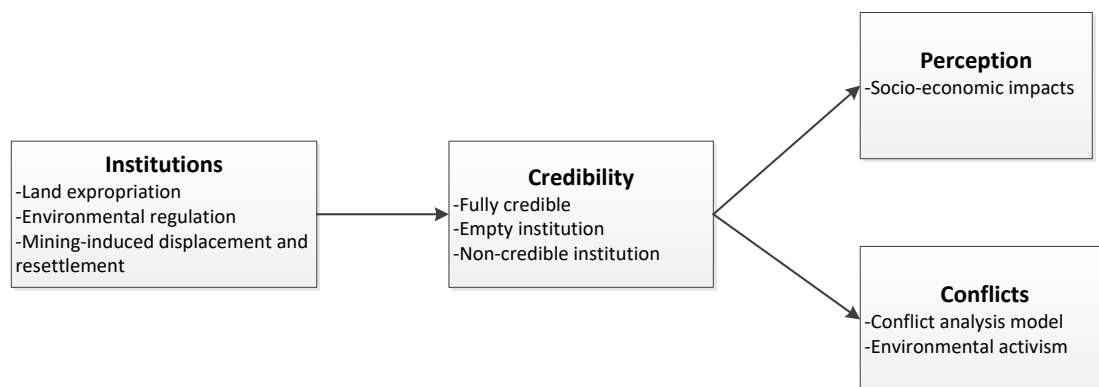 Institutions
-Land expropriation
-Environmental regulation
-Mining-induced displacement and
resettlement
Credibility
-Fully credible
-Empty institution
-Non-credible institution
Perception
-Socio-economic impacts
Conflicts
-Conflict analysis model
-Environmental activism